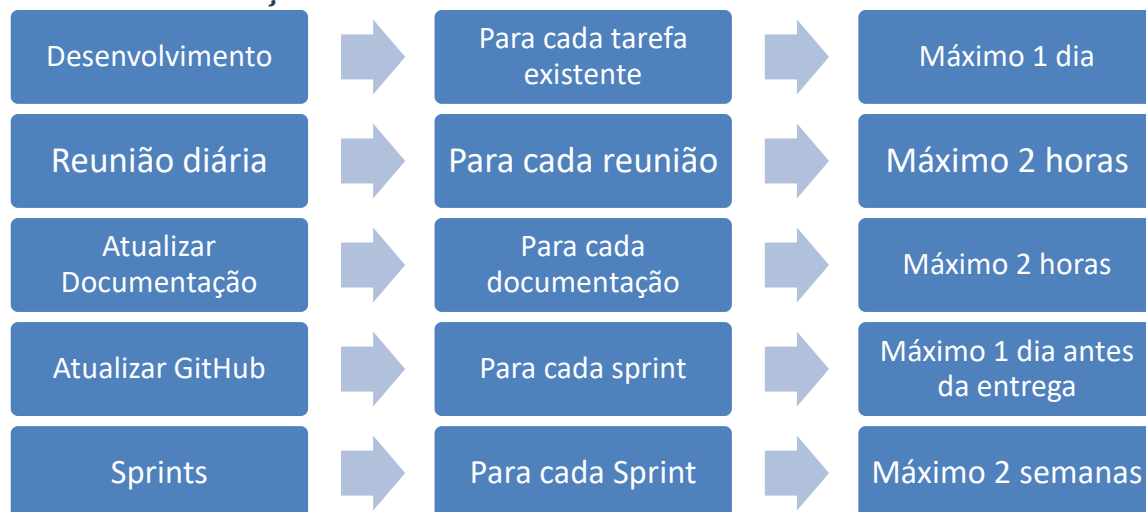 Desenvolvimento
Para cada tarefa
existente
Máximo 1 dia
Reunião diária
Para cada reunião
Máximo 2 horas
Atualizar
Documentação
Para cada
documentação
Máximo 2 horas
Atualizar GitHub
Para cada sprint
Máximo 1 dia antes
da entrega
Sprints
Para cada Sprint
Máximo 2 semanas